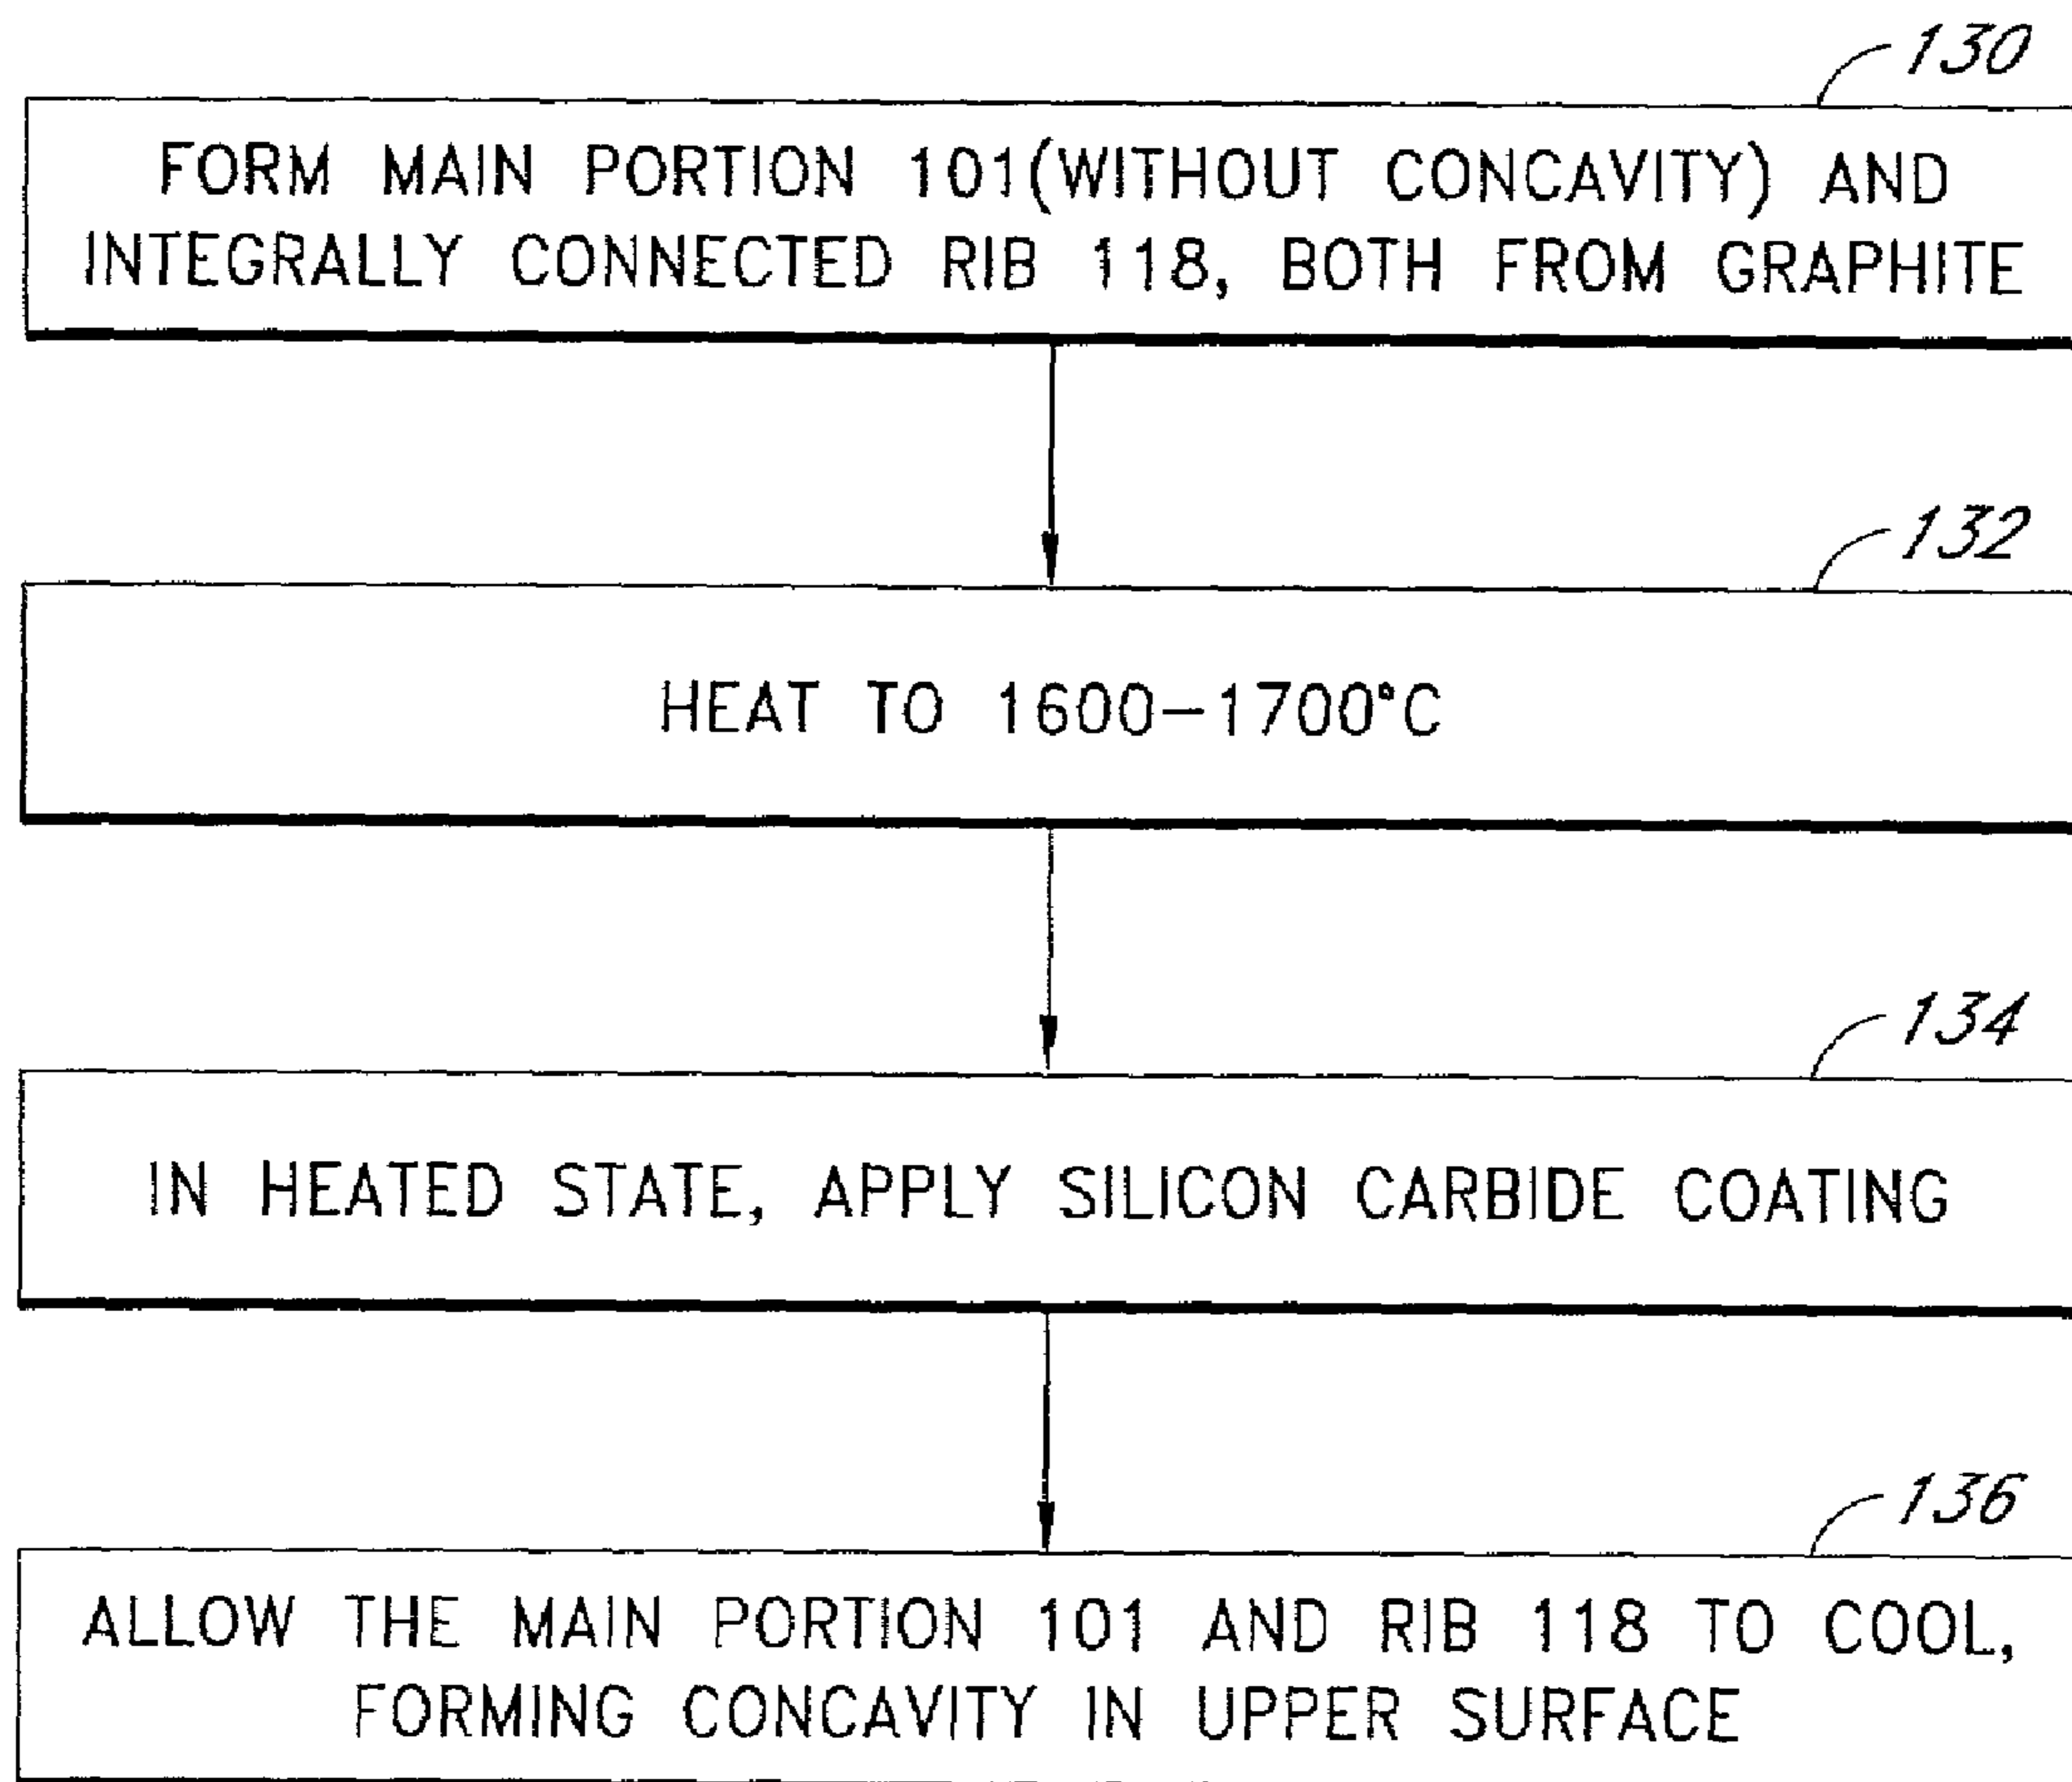 130
FORM MAIN PORTION 101(WITHOUT CONCAVITY) AND
INTEGRALLY CONNECTED RIB 118, BOTH FROM GRAPHITE
132
HEAT TO 1600-1700°C
134
IN HEATED STATE, APPLY SILICON CARBIDE COATING
136
ALLOW THE MAIN PORTION 101 AND RIB 118 TO COOL,
FORMING CONCAVITY IN UPPER SURFACE